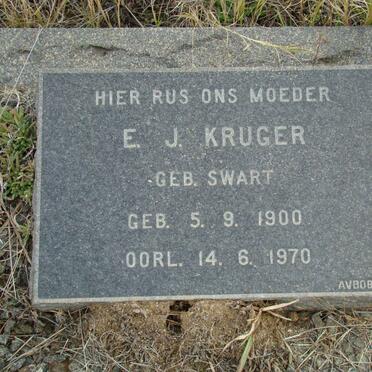 HIER RUS ONS MOEDER
E. J. KRUGER
GEB. SWART
GEB. 5. 9. 1900
OORL. 14. 6. 1970
AVBOB